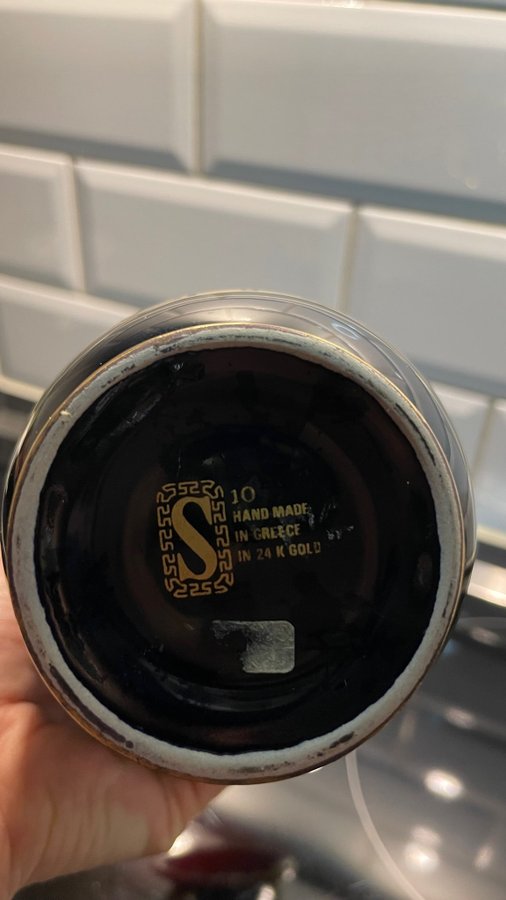 S
10
HAND MADE
IN GREECE
IN 24 K GOLD